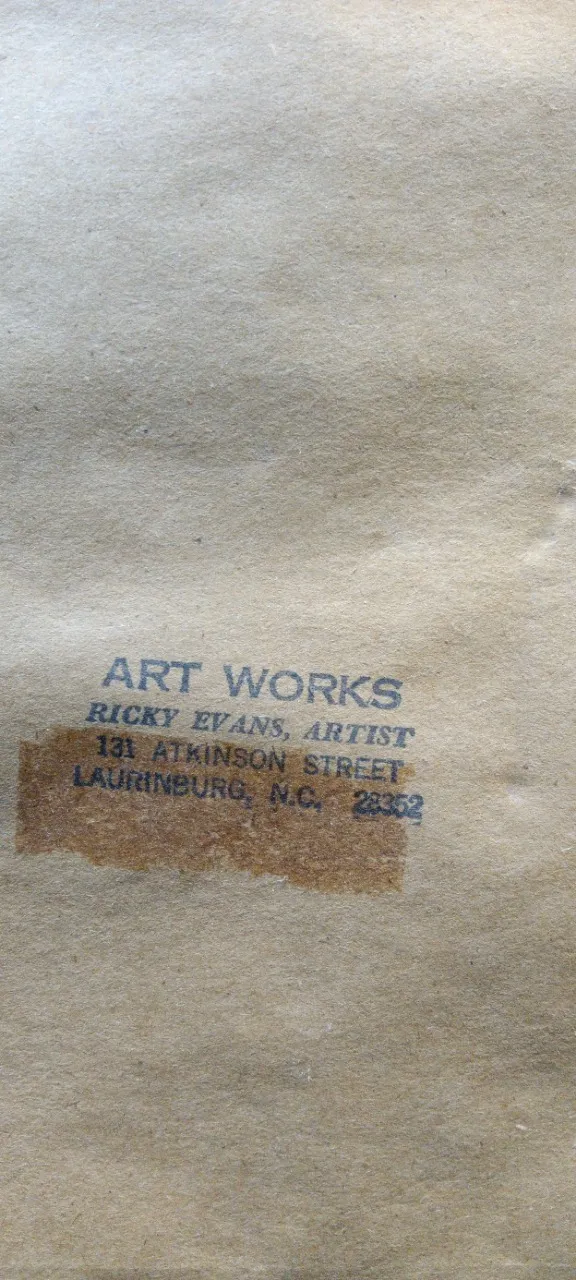 ART WORKS
RICKY EVANS, ARTIST
131 ATKINSON STREET
LAURINBURG, N.C. 28352